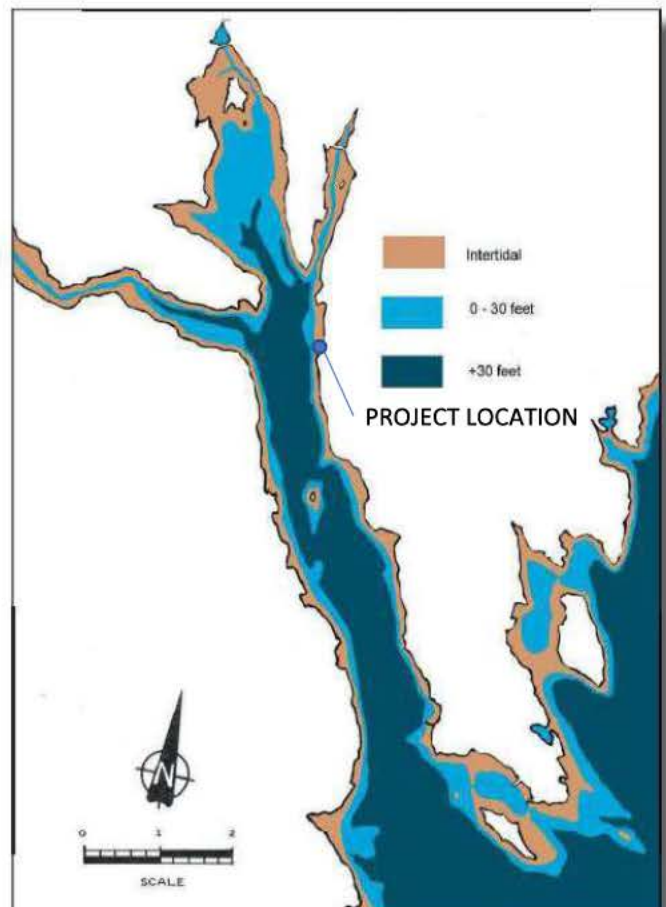 Intertidal
0 - 30 feet
+30 feet
PROJECT LOCATION
N
0 1 2
SCALE